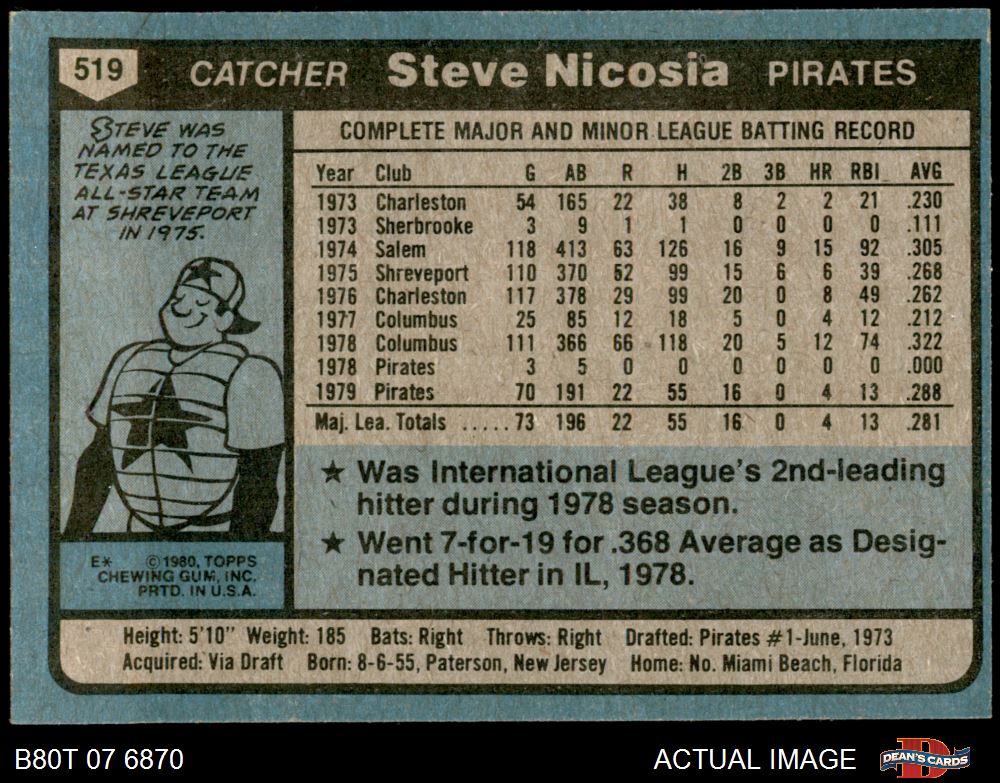 519 CATCHER Steve Nicosia PIRATES
STEVE WAS
NAMED TO THE
TEXAS LEAGUE
ALL-STAR TEAM
AT SHREVEPORT
IN 1975.
E* ©1980, TOPPS
CHEWING GUM, INC.
PRTD. IN U.S.A.
COMPLETE MAJOR AND MINOR LEAGUE BATTING RECORD
Year Club G AB R H 2B 3B HR RBI AVG
1973 Charleston 54 165 22 38 8 2 2 21 .230
1973 Sherbrooke 3 9 1 1 0 0 0 0 .111
1974 Salem 118 413 63 126 16 9 15 92 .305
1975 Shreveport 110 370 52 99 15 6 6 39 .268
1976 Charleston 117 378 29 99 20 0 8 49 .262
1977 Columbus 25 85 12 18 5 0 4 12 .212
1978 Columbus 111 366 66 118 20 5 12 74 .322
1978 Pirates 3 5 0 0 0 0 0 0 .000
1979 Pirates 70 191 22 55 16 0 4 13 .288
Maj. Lea. Totals .....73 196 22 55 16 0 4 13 .281
★ Was International League's 2nd-leading
hitter during 1978 season.
★ Went 7-for-19 for .368 Average as Desig-
nated Hitter in IL, 1978.
Height: 5'10" Weight: 185 Bats: Right Throws: Right Drafted: Pirates #1-June, 1973
Acquired: Via Draft Born: 8-6-55, Paterson, New Jersey Home: No. Miami Beach, Florida
B80T 07 6870 ACTUAL IMAGE D DEAN'S CARDS